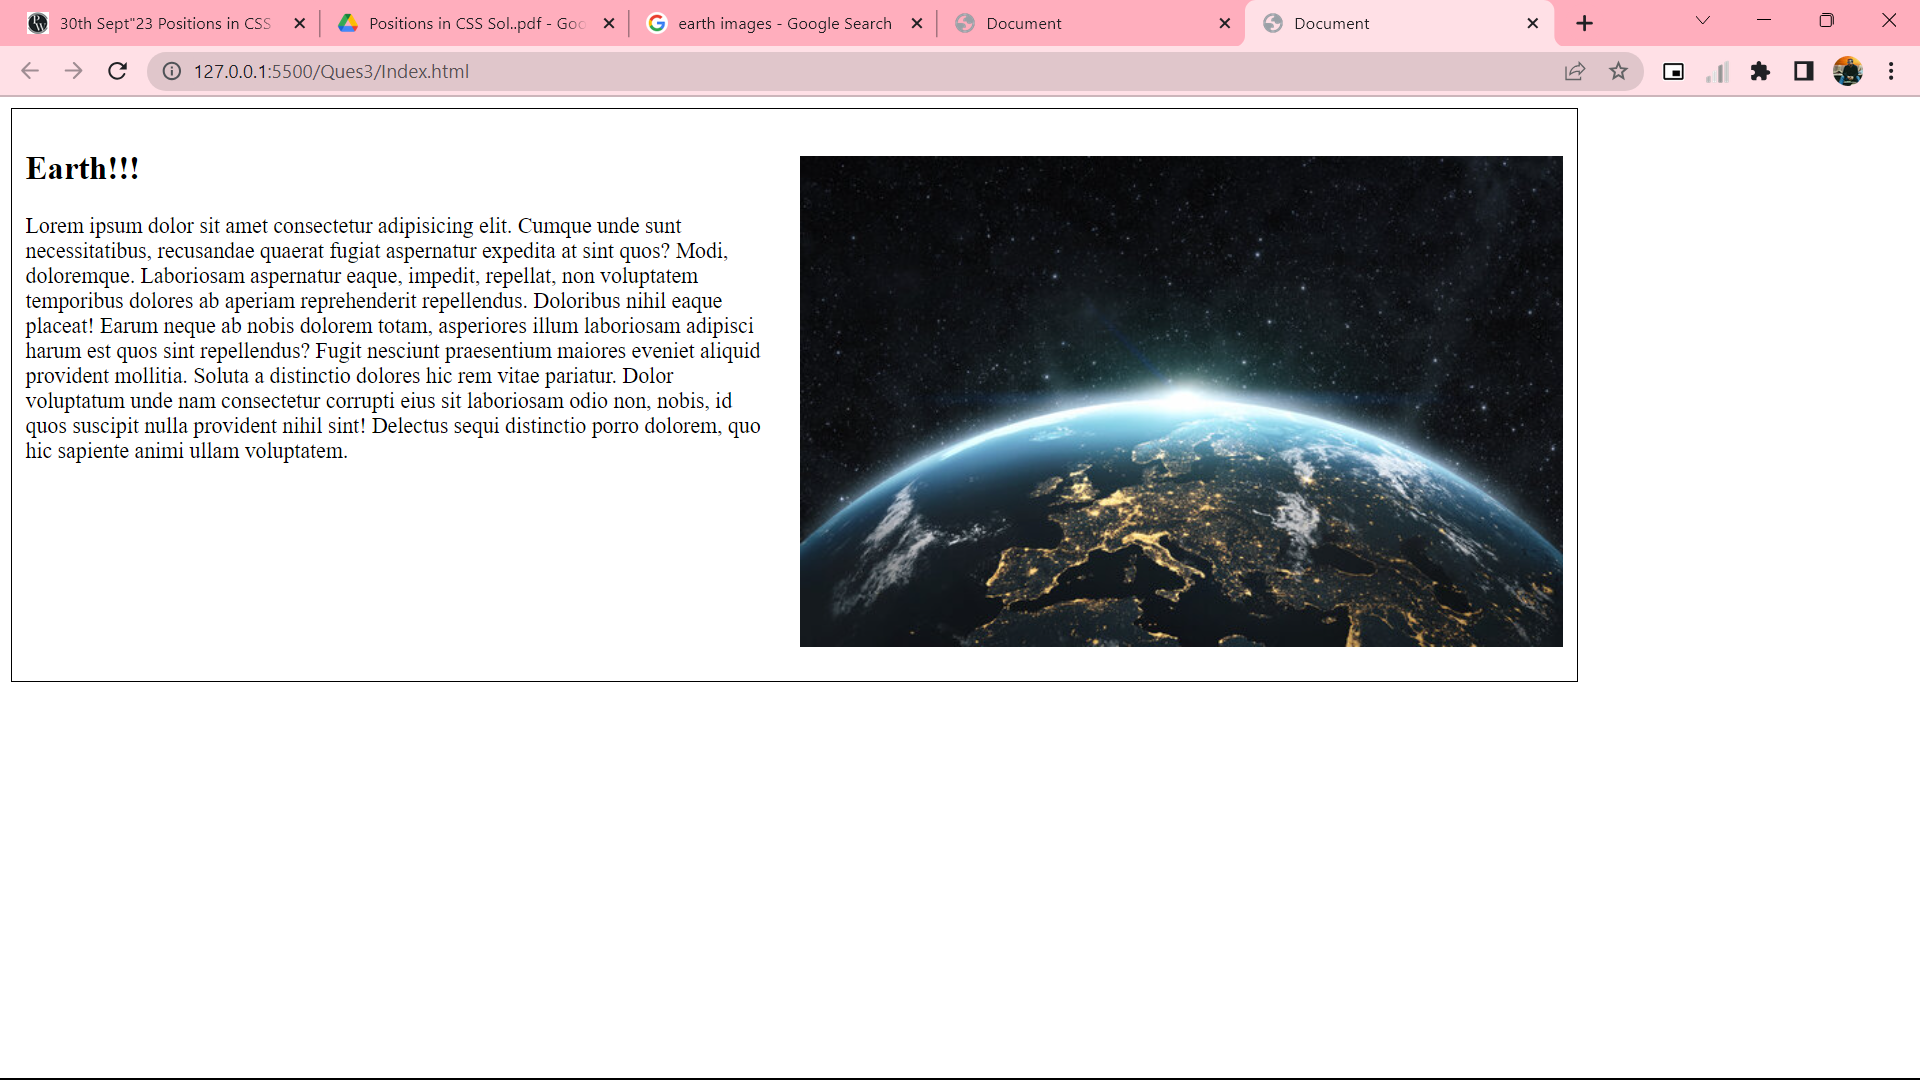 30th Sept"23 Positions in CSS
Positions in CSS Sol..pdf - Goo
earth images - Google Search
Document
Document
127.0.0.1:5500/Ques3/Index.html
Earth!!!
Lorem ipsum dolor sit amet consectetur adipisicing elit. Cumque unde sunt
necessitatibus, recusandae quaerat fugiat aspernatur expedita at sint quos? Modi,
doloremque. Laboriosam aspernatur eaque, impedit, repellat, non voluptatem
temporibus dolores ab aperiam reprehenderit repellendus. Doloribus nihil eaque
placeat! Earum neque ab nobis dolorem totam, asperiores illum laboriosam adipisci
harum est quos sint repellendus? Fugit nesciunt praesentium maiores eveniet aliquid
provident mollitia. Soluta a distinctio dolores hic rem vitae pariatur. Dolor
voluptatum unde nam consectetur corrupti eius sit laboriosam odio non, nobis, id
quos suscipit nulla provident nihil sint! Delectus sequi distinctio porro dolorem, quo
hic sapiente animi ullam voluptatem.